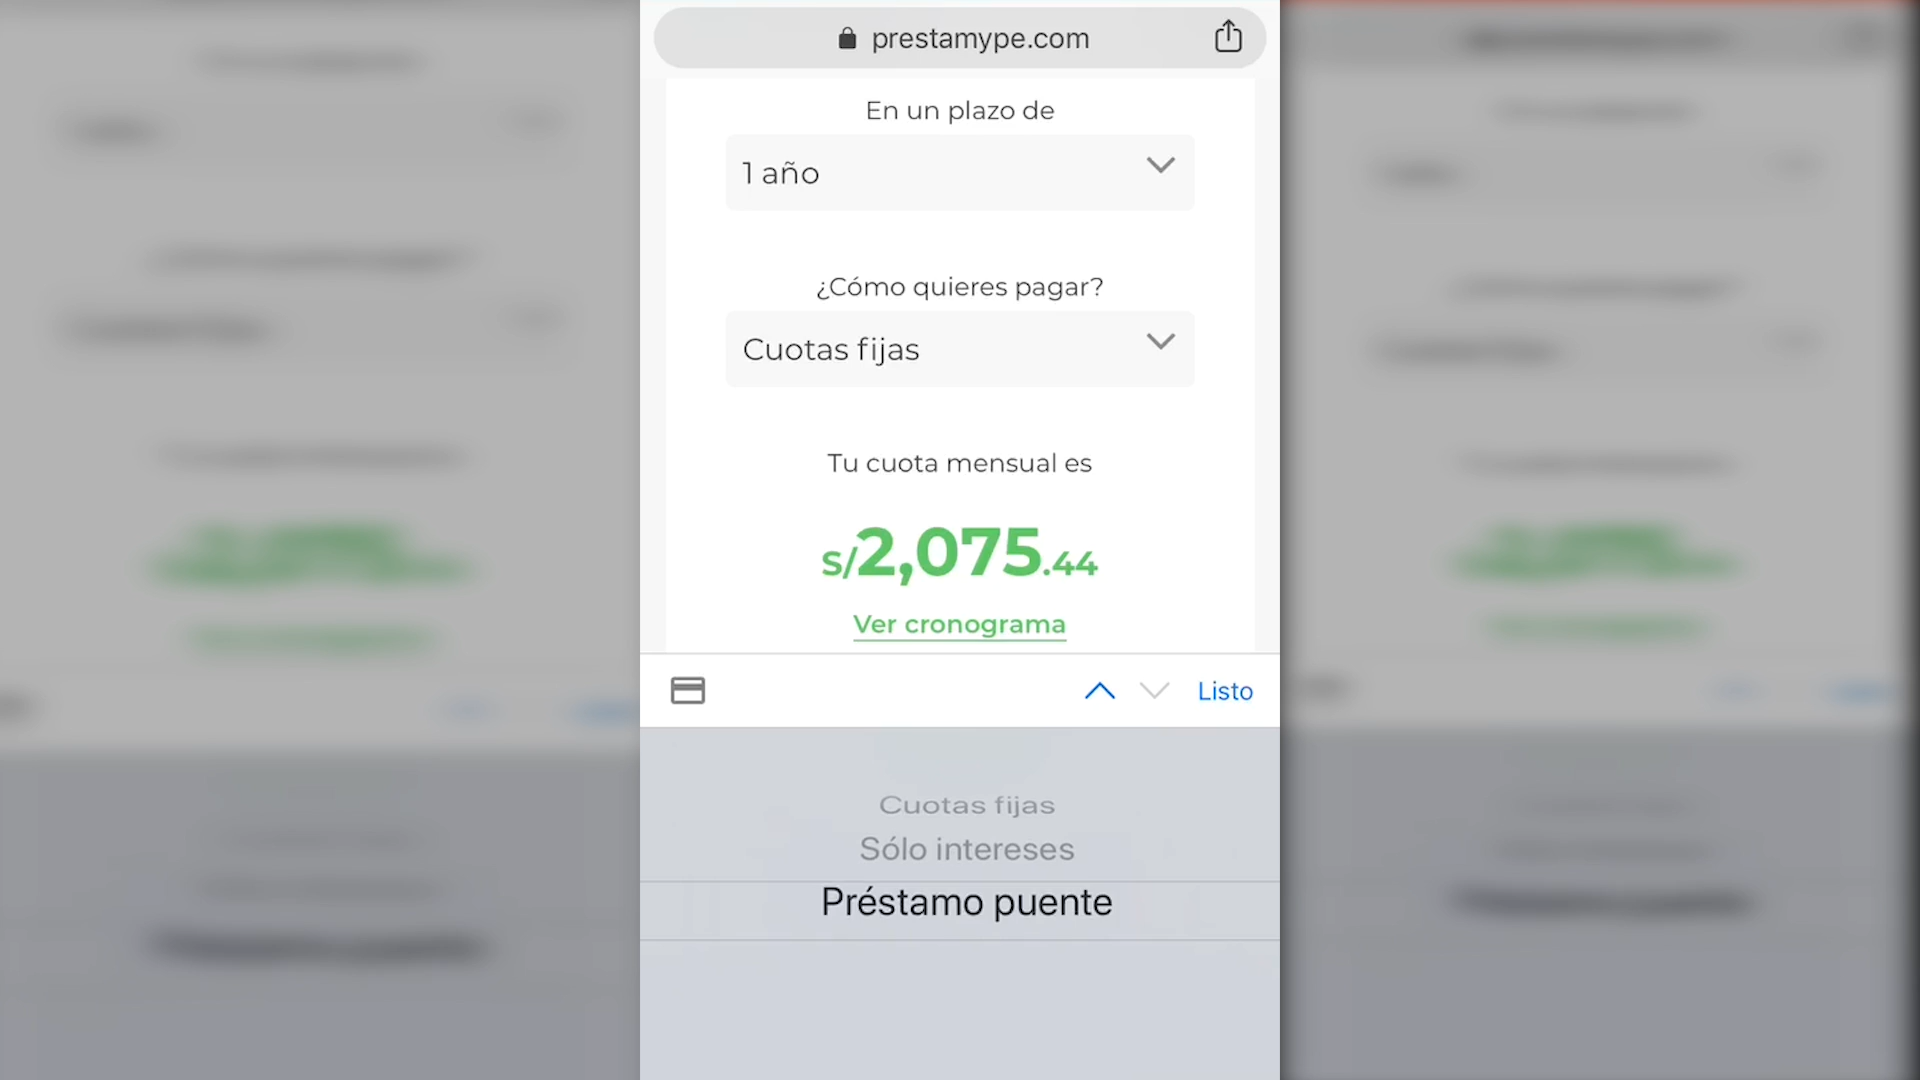 prestamype.com
En un plazo de
1 año
¿Cómo quieres pagar?
Cuotas fijas
Tu cuota mensual es
S/2,075.44
Ver cronograma
Listo
Cuotas fijas
Sólo intereses
Préstamo puente